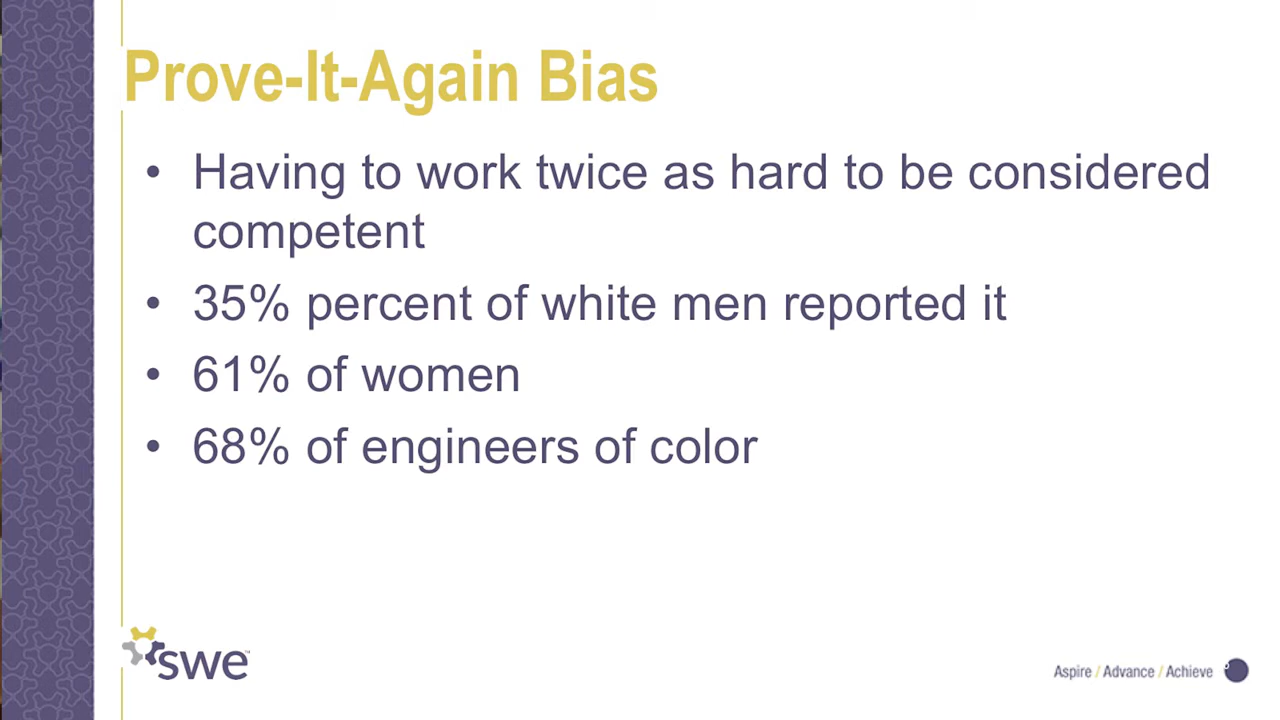 Prove-It-Again Bias
• Having to work twice as hard to be considered
competent
• 35% percent of white men reported it
• 61% of women
• 68% of engineers of color
swe™
Aspire / Advance / Achieve